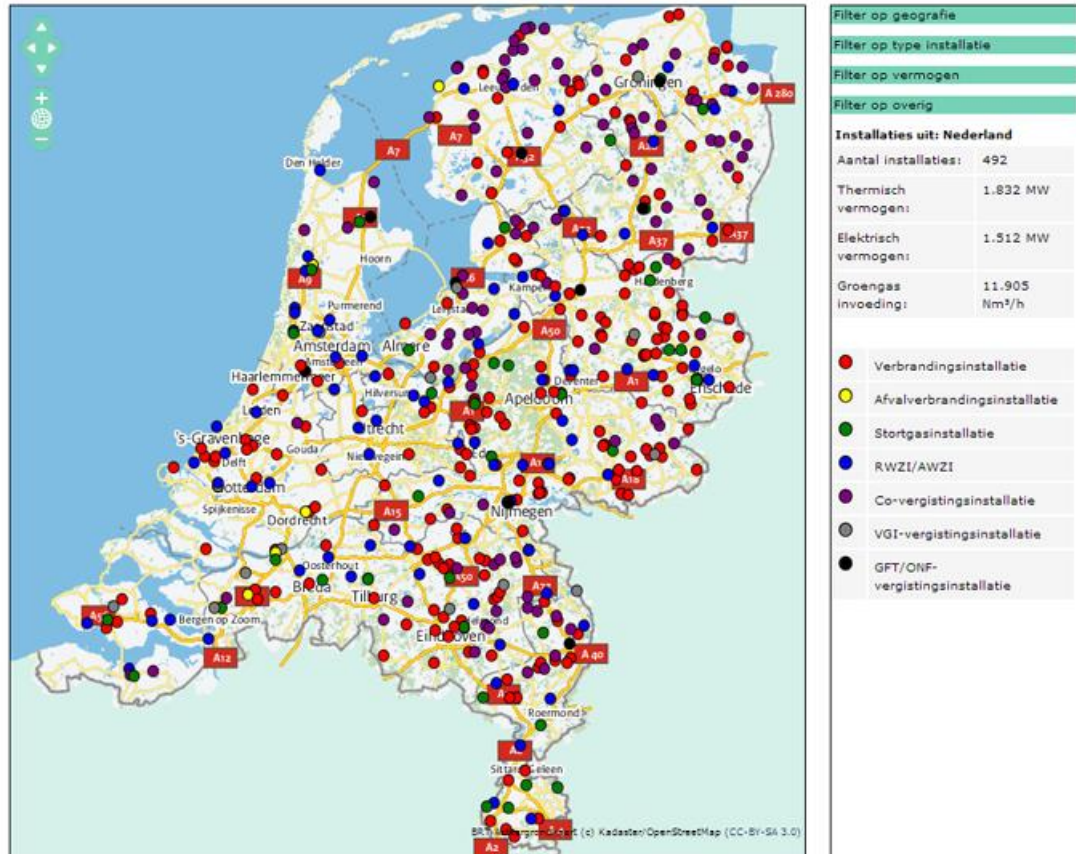 Filter op geografie
Filter op type installatie
Filter op vermogen
Filter op overig
Installaties uit: Nederland
Aantal installaties: 492
Thermisch vermogen: 1.832 MW
Elektrisch vermogen: 1.512 MW
Groengas invoeding: 11.905 Nm³/h
Verbrandingsinstallatie
Afvalverbrandingsinstallatie
Stortgasinstallatie
RWZI/AWZI
Co-vergistingsinstallatie
VGI-vergistingsinstallatie
GFT/ONF-
vergistingsinstallatie
Groningen
A 280
A7
A7
Den Helder
A37
Hoorn
A9
Kampen
Purmerend
Zaanstad
A50
Amsterdam
Almere
Haarlemmermeer
Deventer
A1
Enschede
Apeldoorn
Hilversum
Leiden
Utrecht
's-Gravenhage
Gouda
Nieuwegein
Delft
Rotterdam
A18
Spijkenisse
Nijmegen
Dordrecht
A15
Oosterhout
Breda
Tilburg
A50
Bergen op Zoom
Helmond
Eindhoven
A12
A 40
Roermond
Sittard-Geleen
(c) Kadaster/OpenStreetMap (CC-BY-SA 3.0)
A2